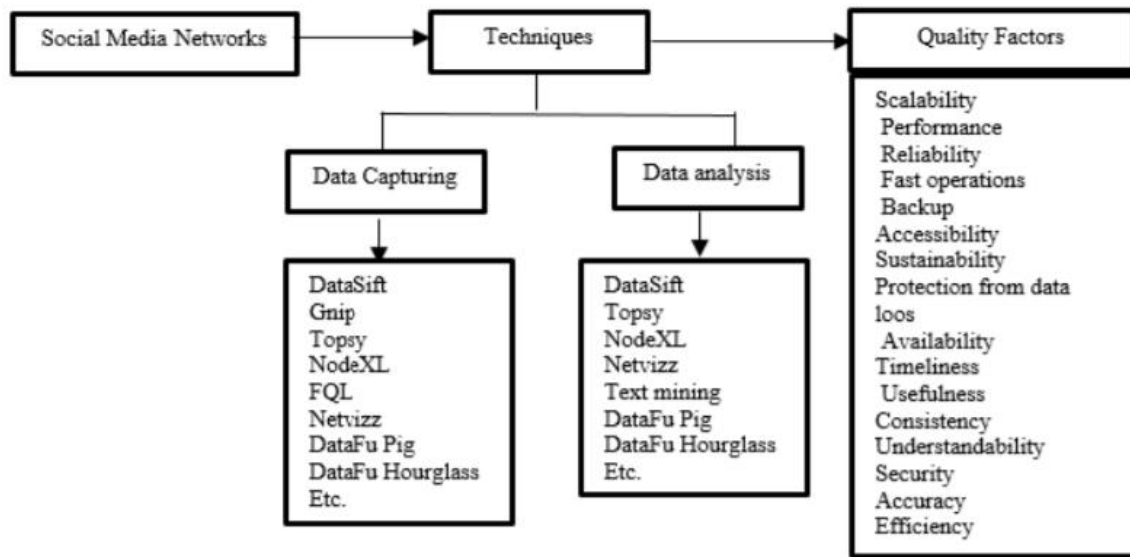 Social Media Networks
Techniques
Quality Factors
Data Capturing
Data analysis
DataSift
Gnip
Topsy
NodeXL
FQL
Netvizz
DataFu Pig
DataFu Hourglass
Etc.
DataSift
Topsy
NodeXL
Netvizz
Text mining
DataFu Pig
DataFu Hourglass
Etc.
Scalability
Performance
Reliability
Fast operations
Backup
Accessibility
Sustainability
Protection from data
loos
Availability
Timeliness
Usefulness
Consistency
Understandability
Security
Accuracy
Efficiency